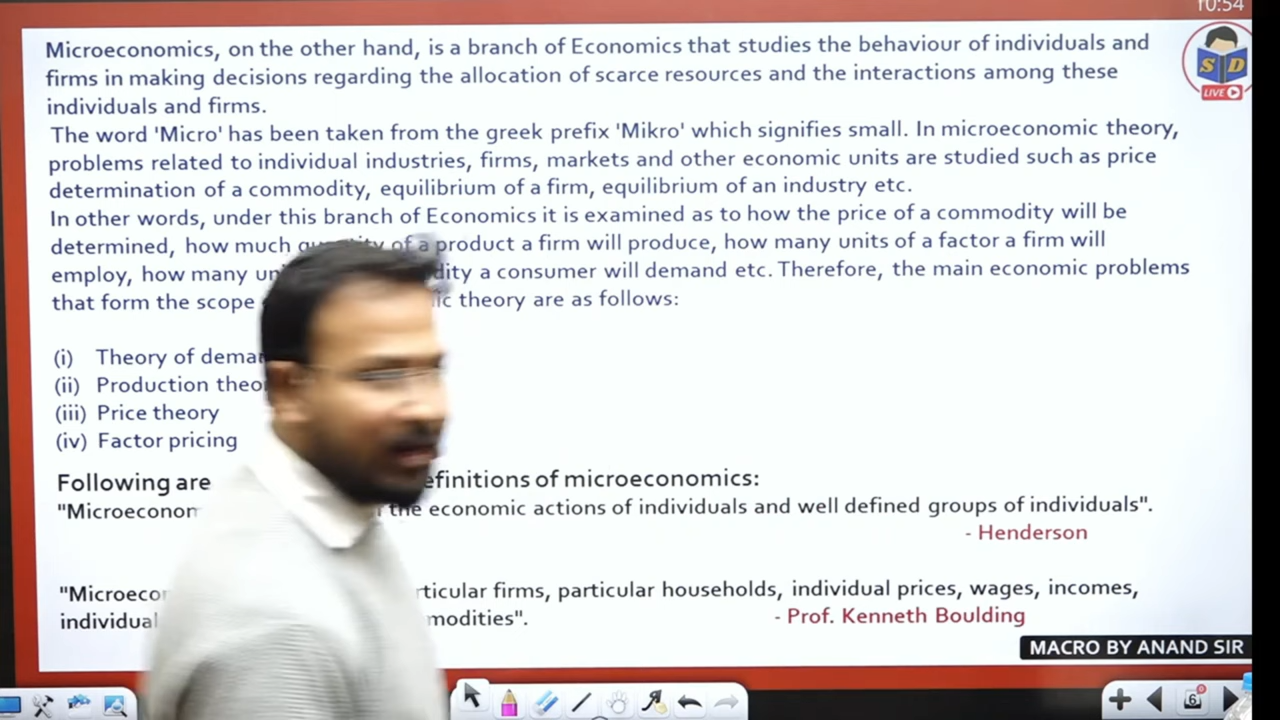 10:54
Microeconomics, on the other hand, is a branch of Economics that studies the behaviour of individuals and
firms in making decisions regarding the allocation of scarce resources and the interactions among these
individuals and firms.
S D
LIVE
The word 'Micro' has been taken from the greek prefix 'Mikro' which signifies small. In microeconomic theory,
problems related to individual industries, firms, markets and other economic units are studied such as price
determination of a commodity, equilibrium of a firm, equilibrium of an industry etc.
In other words, under this branch of Economics it is examined as to how the price of a commodity will be
determined, how much of a product a firm will produce, how many units of a factor a firm will
employ, how many a consumer will demand etc. Therefore, the main economic problems
that form the scope theory are as follows:
(i) Theory of
(ii) Production
(iii) Price theory
(iv) Factor pricing
Following are definitions of microeconomics:
the economic actions of individuals and well defined groups of individuals".
- Henderson
firms, particular households, individual prices, wages, incomes,
individual
- Prof. Kenneth Boulding
MACRO BY ANAND SIR
6